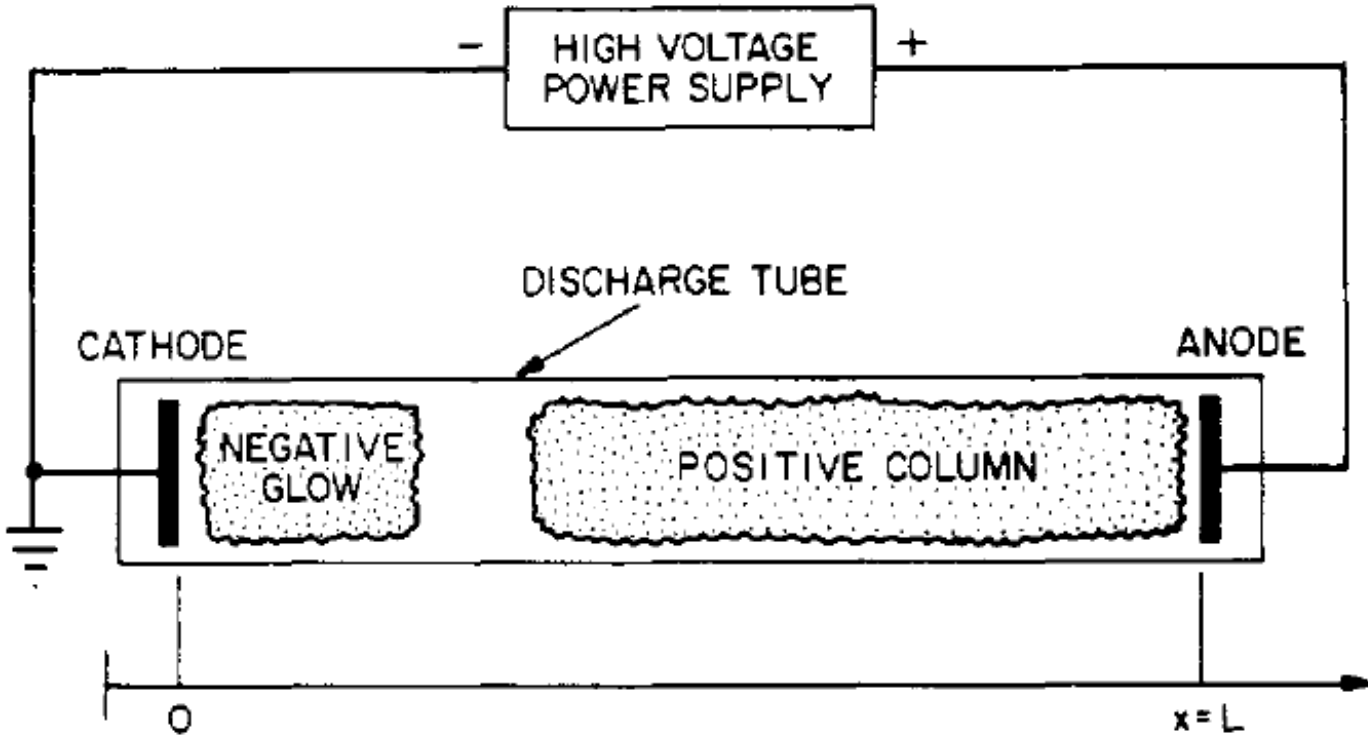 - HIGH VOLTAGE +
POWER SUPPLY
DISCHARGE TUBE
CATHODE
ANODE
NEGATIVE
GLOW
POSITIVE COLUMN
0
x = L